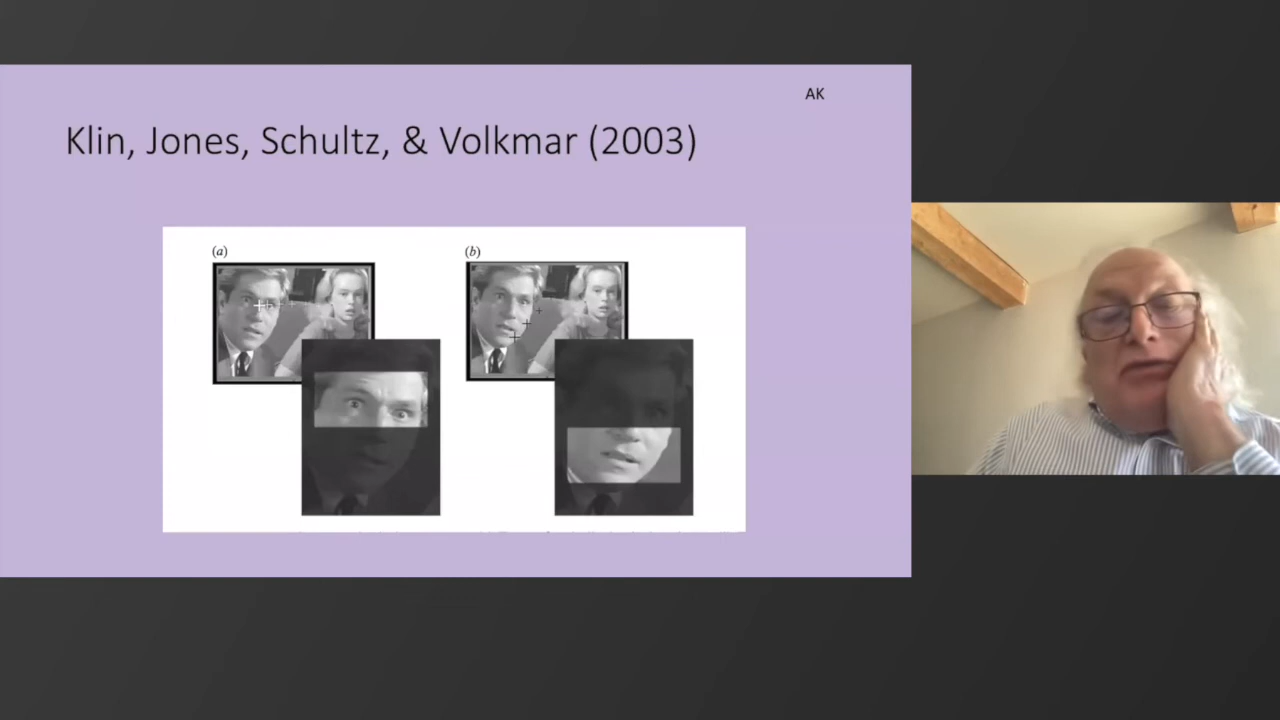 AK
Klin, Jones, Schultz, & Volkmar (2003)
(a)
(b)